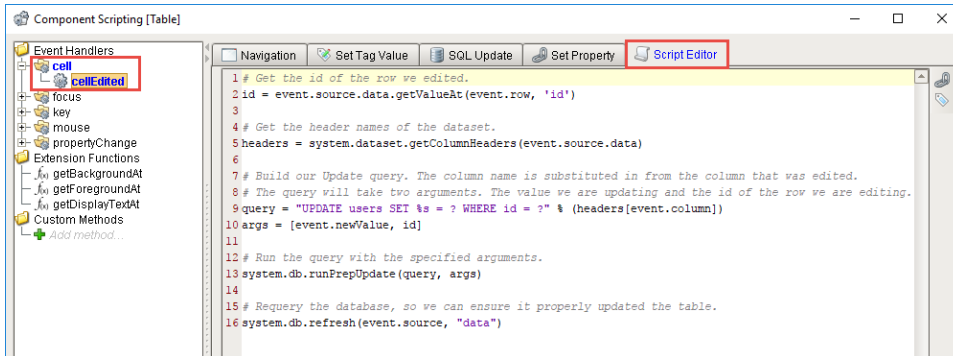 Component Scripting [Table]
Event Handlers
cell
cellEdited
focus
key
mouse
propertyChange
Extension Functions
f(x) getBackgroundAt
f(x) getForegroundAt
f(x) getDisplayTextAt
Custom Methods
Add method...
Navigation Set Tag Value SQL Update Set Property Script Editor
1 # Get the id of the row we edited.
2 id = event.source.data.getValueAt(event.row, 'id')
3
4 # Get the header names of the dataset.
5 headers = system.dataset.getColumnHeaders(event.source.data)
6
7 # Build our Update query. The column name is substituted in from the column that was edited.
8 # The query will take two arguments. The value we are updating and the id of the row we are editing.
9 query = "UPDATE users SET %s = ? WHERE id = ?" % (headers[event.column])
10 args = [event.newValue, id]
11
12 # Run the query with the specified arguments.
13 system.db.runPrepUpdate(query, args)
14
15 # Requery the database, so we can ensure it properly updated the table.
16 system.db.refresh(event.source, "data")